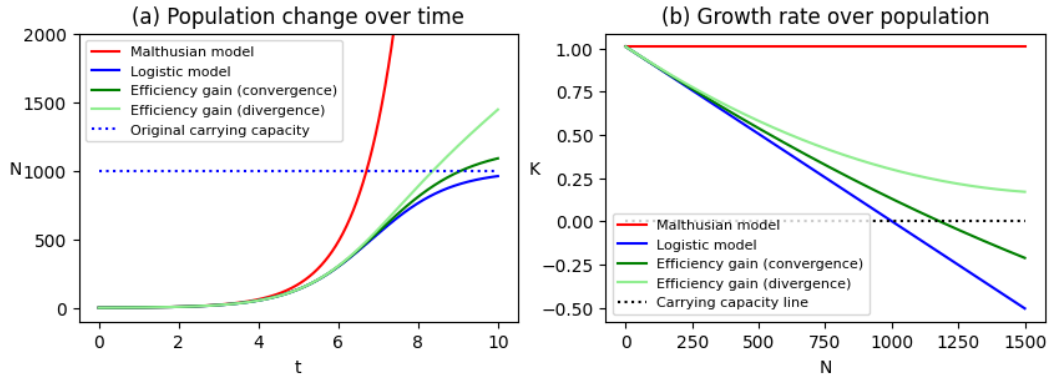 (a) Population change over time
2000
1500
1000
500
0
N
Malthusian model
Logistic model
Efficiency gain (convergence)
Efficiency gain (divergence)
Original carrying capacity
0 2 4 6 8 10
t
(b) Growth rate over population
1.00
0.75
0.50
0.25
0.00
−0.25
−0.50
K
Malthusian model
Logistic model
Efficiency gain (convergence)
Efficiency gain (divergence)
Carrying capacity line
0 250 500 750 1000 1250 1500
N